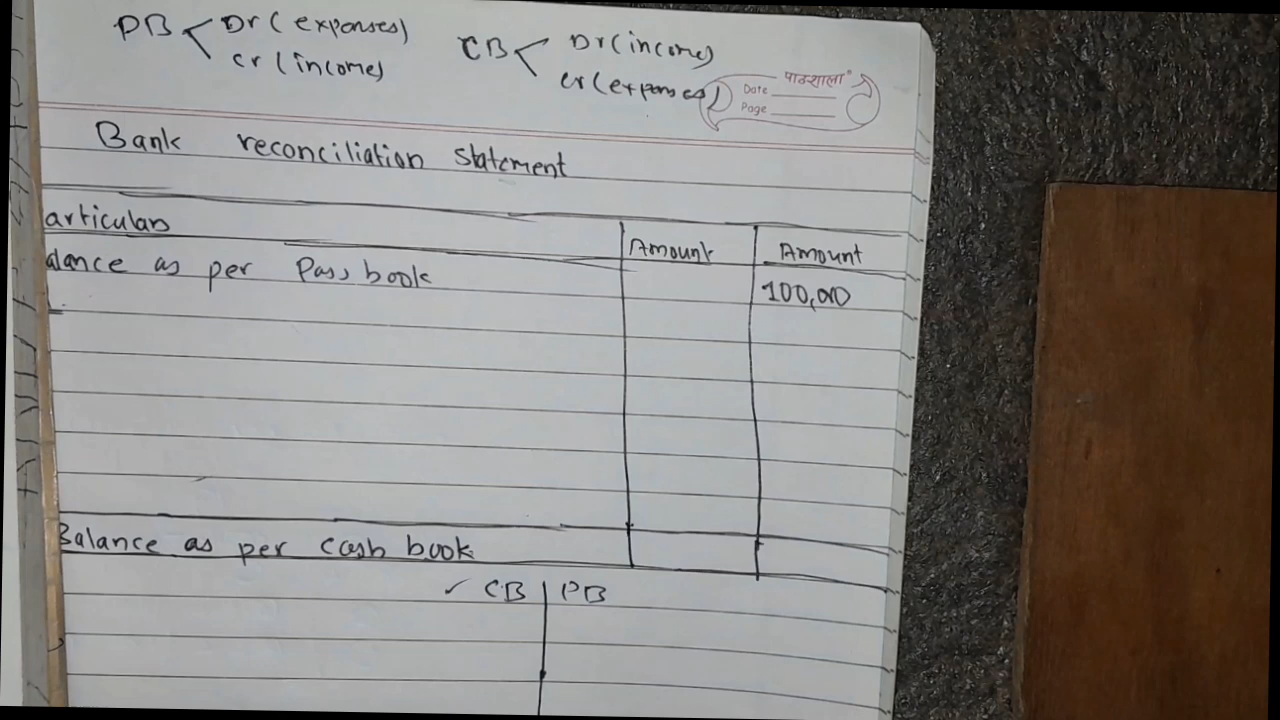 PB Dr (expenses)
cr (income)
CB Dr (income)
cr (expenses)
पाठशाला
Date
Page
Bank reconciliation statement
articulars Amount Amount
alance as per Pass book
100,000
Balance as per cash book
✓ CB PB